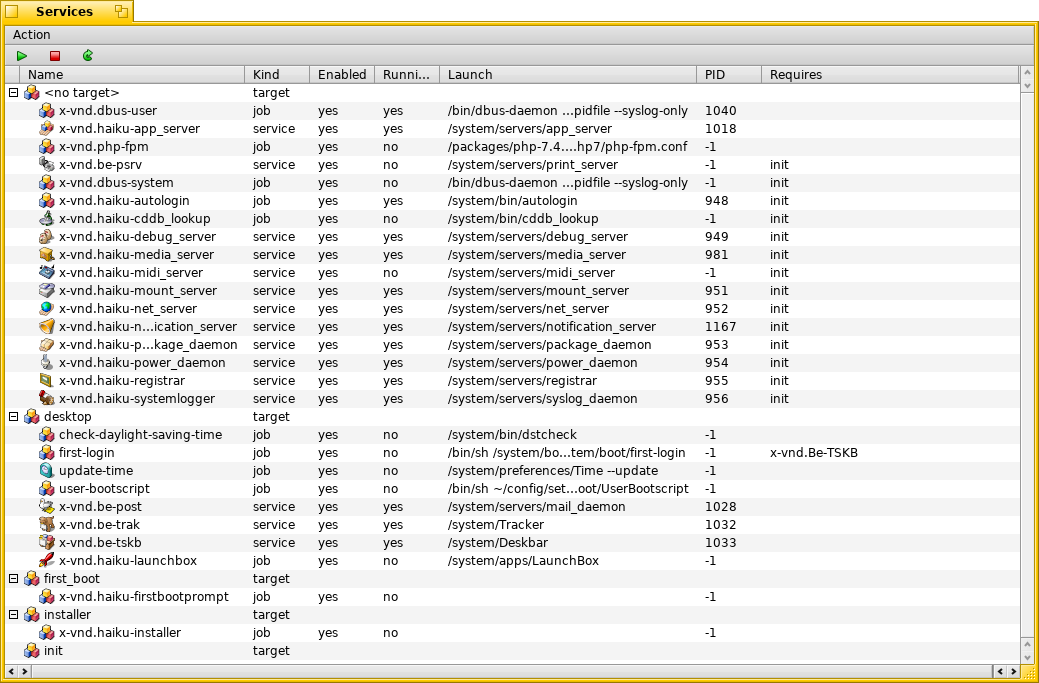 Services
Action
Name Kind Enabled Runni... Launch PID Requires
<no target> target
x-vnd.dbus-user job yes yes /bin/dbus-daemon ...pidfile --syslog-only 1040
x-vnd.haiku-app_server service yes yes /system/servers/app_server 1018
x-vnd.php-fpm job yes no /packages/php-7.4....hp7/php-fpm.conf -1
x-vnd.be-psrv service yes no /system/servers/print_server -1 init
x-vnd.dbus-system job yes no /bin/dbus-daemon ...pidfile --syslog-only -1 init
x-vnd.haiku-autologin job yes yes /system/bin/autologin 948 init
x-vnd.haiku-cddb_lookup job yes no /system/bin/cddb_lookup -1 init
x-vnd.haiku-debug_server service yes yes /system/servers/debug_server 949 init
x-vnd.haiku-media_server service yes yes /system/servers/media_server 981 init
x-vnd.haiku-midi_server service yes no /system/servers/midi_server -1 init
x-vnd.haiku-mount_server service yes yes /system/servers/mount_server 951 init
x-vnd.haiku-net_server service yes yes /system/servers/net_server 952 init
x-vnd.haiku-n...ication_server service yes yes /system/servers/notification_server 1167 init
x-vnd.haiku-p...kage_daemon service yes yes /system/servers/package_daemon 953 init
x-vnd.haiku-power_daemon service yes yes /system/servers/power_daemon 954 init
x-vnd.haiku-registrar service yes yes /system/servers/registrar 955 init
x-vnd.haiku-systemlogger service yes yes /system/servers/syslog_daemon 956 init
desktop target
check-daylight-saving-time job yes no /system/bin/dstcheck -1
first-login job yes no /bin/sh /system/bo...tem/boot/first-login -1 x-vnd.Be-TSKB
update-time job yes no /system/preferences/Time --update -1
user-bootscript job yes no /bin/sh ~/config/set...oot/UserBootscript -1
x-vnd.be-post service yes yes /system/servers/mail_daemon 1028
x-vnd.be-trak service yes yes /system/Tracker 1032
x-vnd.be-tskb service yes yes /system/Deskbar 1033
x-vnd.haiku-launchbox job yes no /system/apps/LaunchBox -1
first_boot target
x-vnd.haiku-firstbootprompt job yes no -1
installer target
x-vnd.haiku-installer job yes no -1
init target